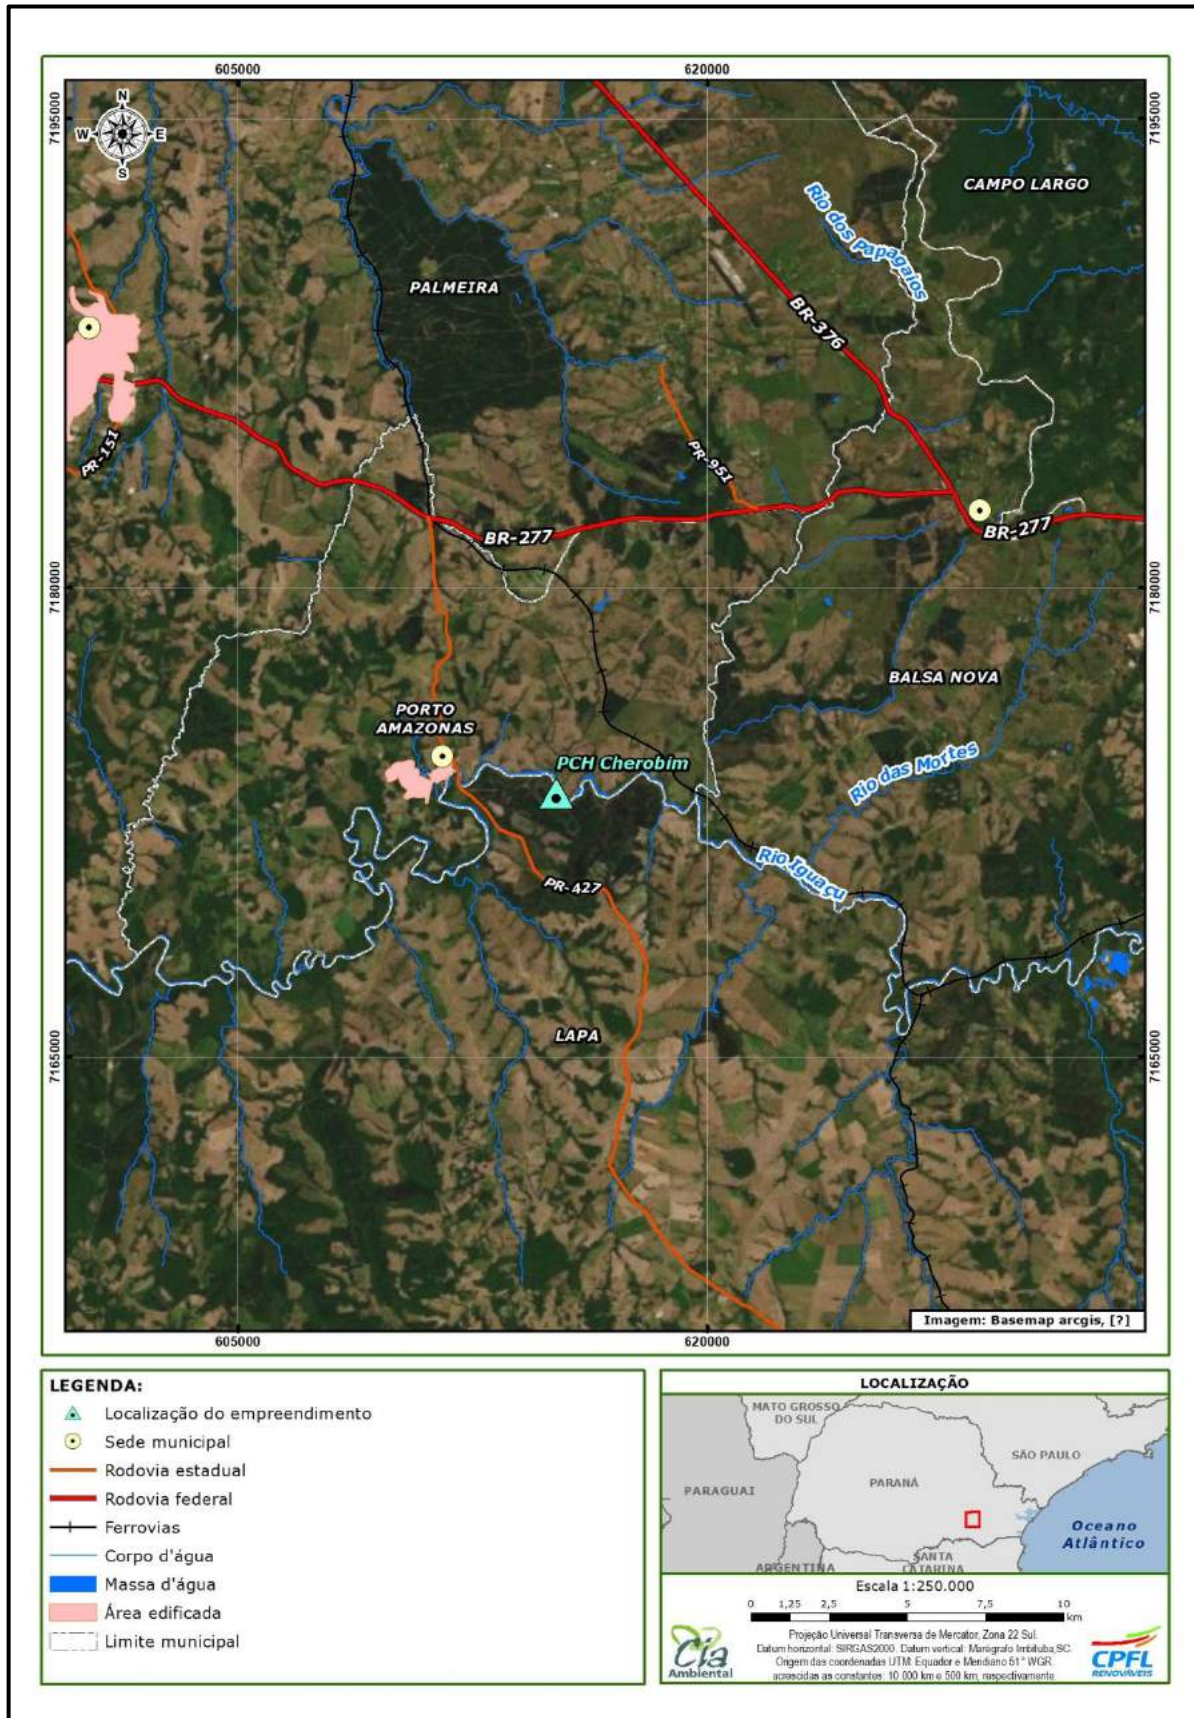 605000
620000
7195000
7195000
N
W
E
S
CAMPO LARGO
Rio dos Papagaios
PALMEIRA
BR-376
PR-151
PR-951
BR-277
BR-277
7180000
7180000
BALSA NOVA
PORTO
AMAZONAS
PCH Cherobim
Rio das Mortes
Rio Iguaçu
PR-427
LAPA
7165000
7165000
Imagem: Basemap arcgis, [?]
605000
620000
LEGENDA:
Localização do empreendimento
Sede municipal
Rodovia estadual
Rodovia federal
Ferrovias
Corpo d'água
Massa d'água
Área edificada
Limite municipal
LOCALIZAÇÃO
MATO GROSSO
DO SUL
SÃO PAULO
PARAGUAI
PARANÁ
Oceano
Atlântico
ARGENTINA
SANTA
CATARINA
Escala 1:250.000
0 1,25 2,5 5 7,5 10
km
Projeção Universal Transversa de Mercator, Zona 22 Sul.
Datum horizontal: SIRGAS2000. Datum vertical: Marégrafo Imbituba,SC.
Origem das coordenadas UTM: Equador e Meridiano 51° WGR,
acrescidas as constantes: 10.000 km e 500 km, respectivamente.
Cia
Ambiental
CPFL
RENOVÁVEIS